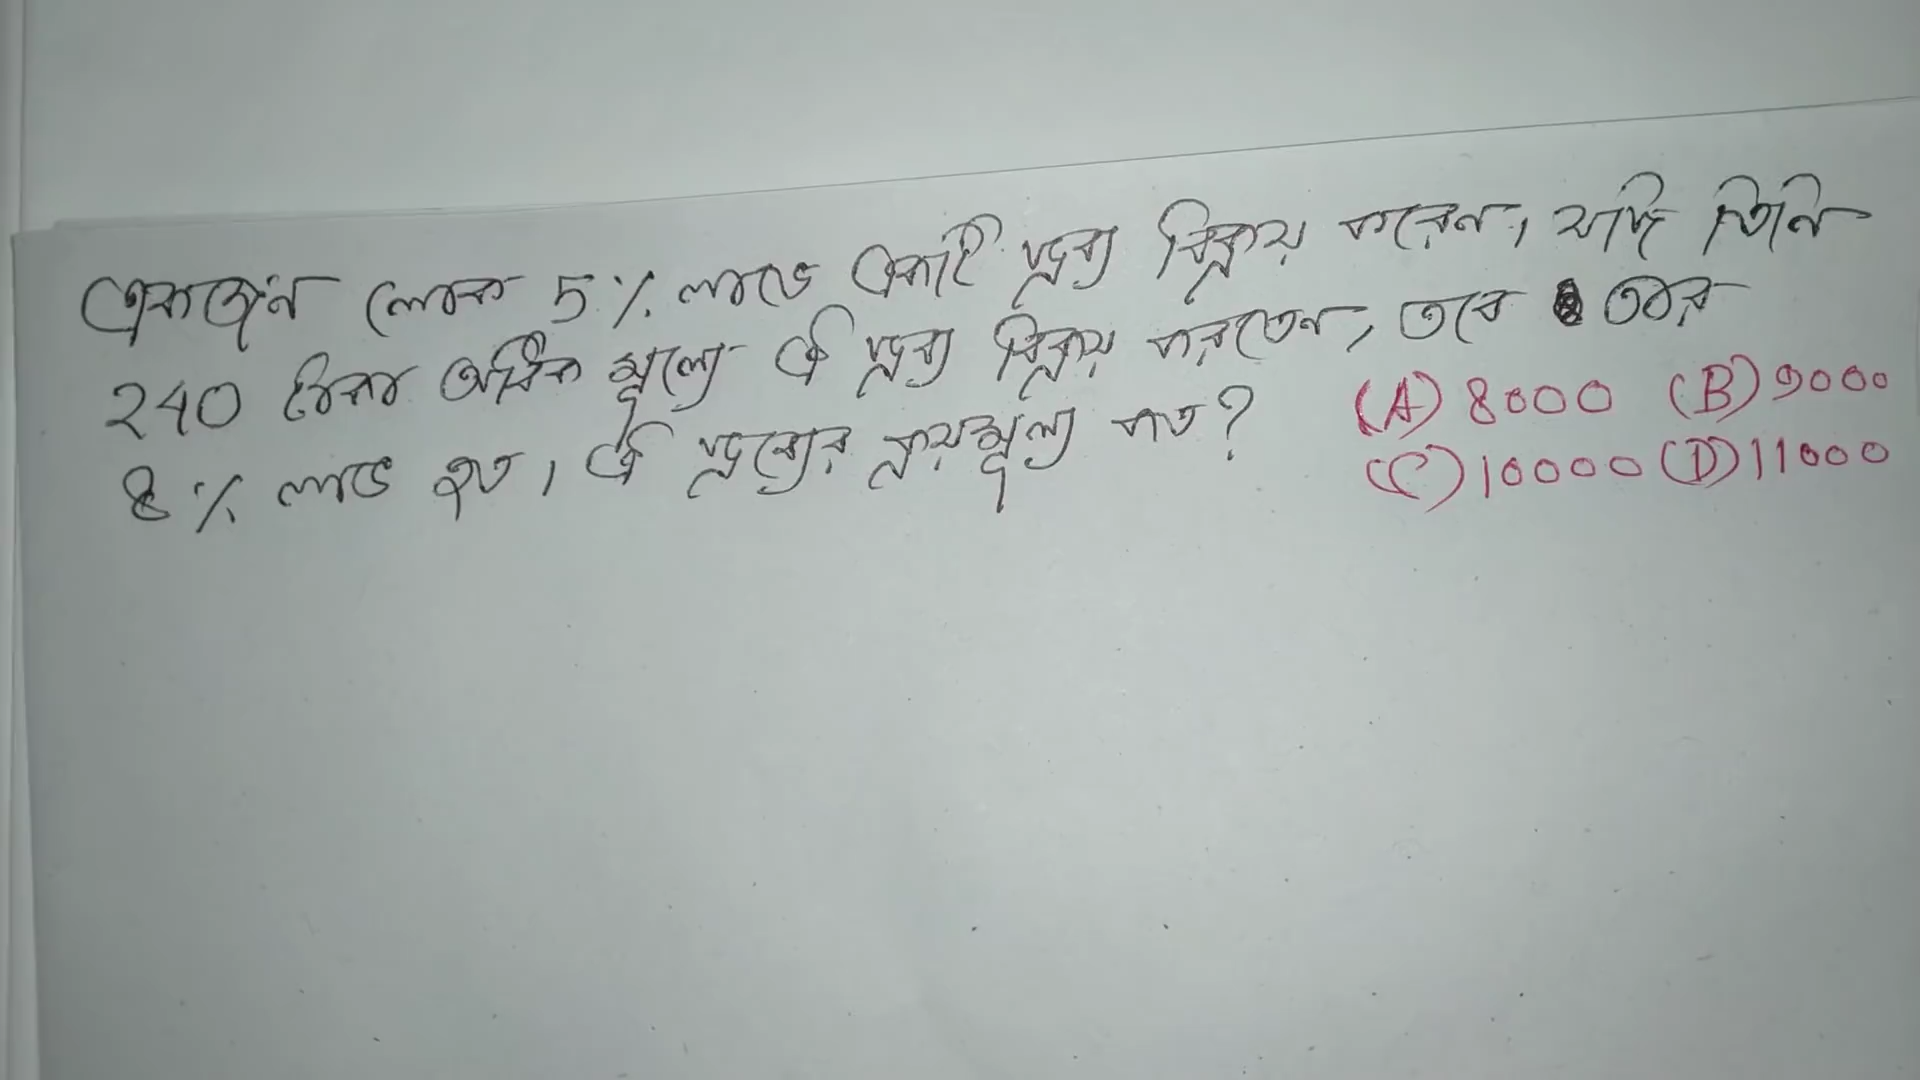 একজন লোক 5% লাভে একটি দ্রব্য বিক্রয় করেন, যদি তিনি
240 টাকা অধিক মূল্যে ঐ দ্রব্য বিক্রয় করতেন, তবে তার
8% লাভ হত, ঐ দ্রব্যের ক্রয়মূল্য কত?
(A) 8000 (B) 9000
(C) 10000 (D) 11000